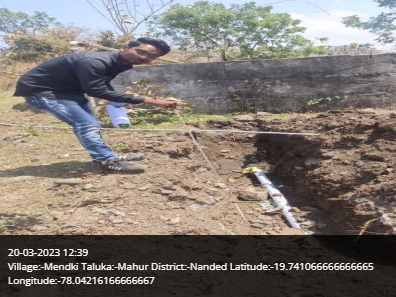 20-03-2023 12:39
Village:-Mendki Taluka:-Mahur District:-Nanded Latitude:-19.741066666666665
Longitude:-78.04216166666667